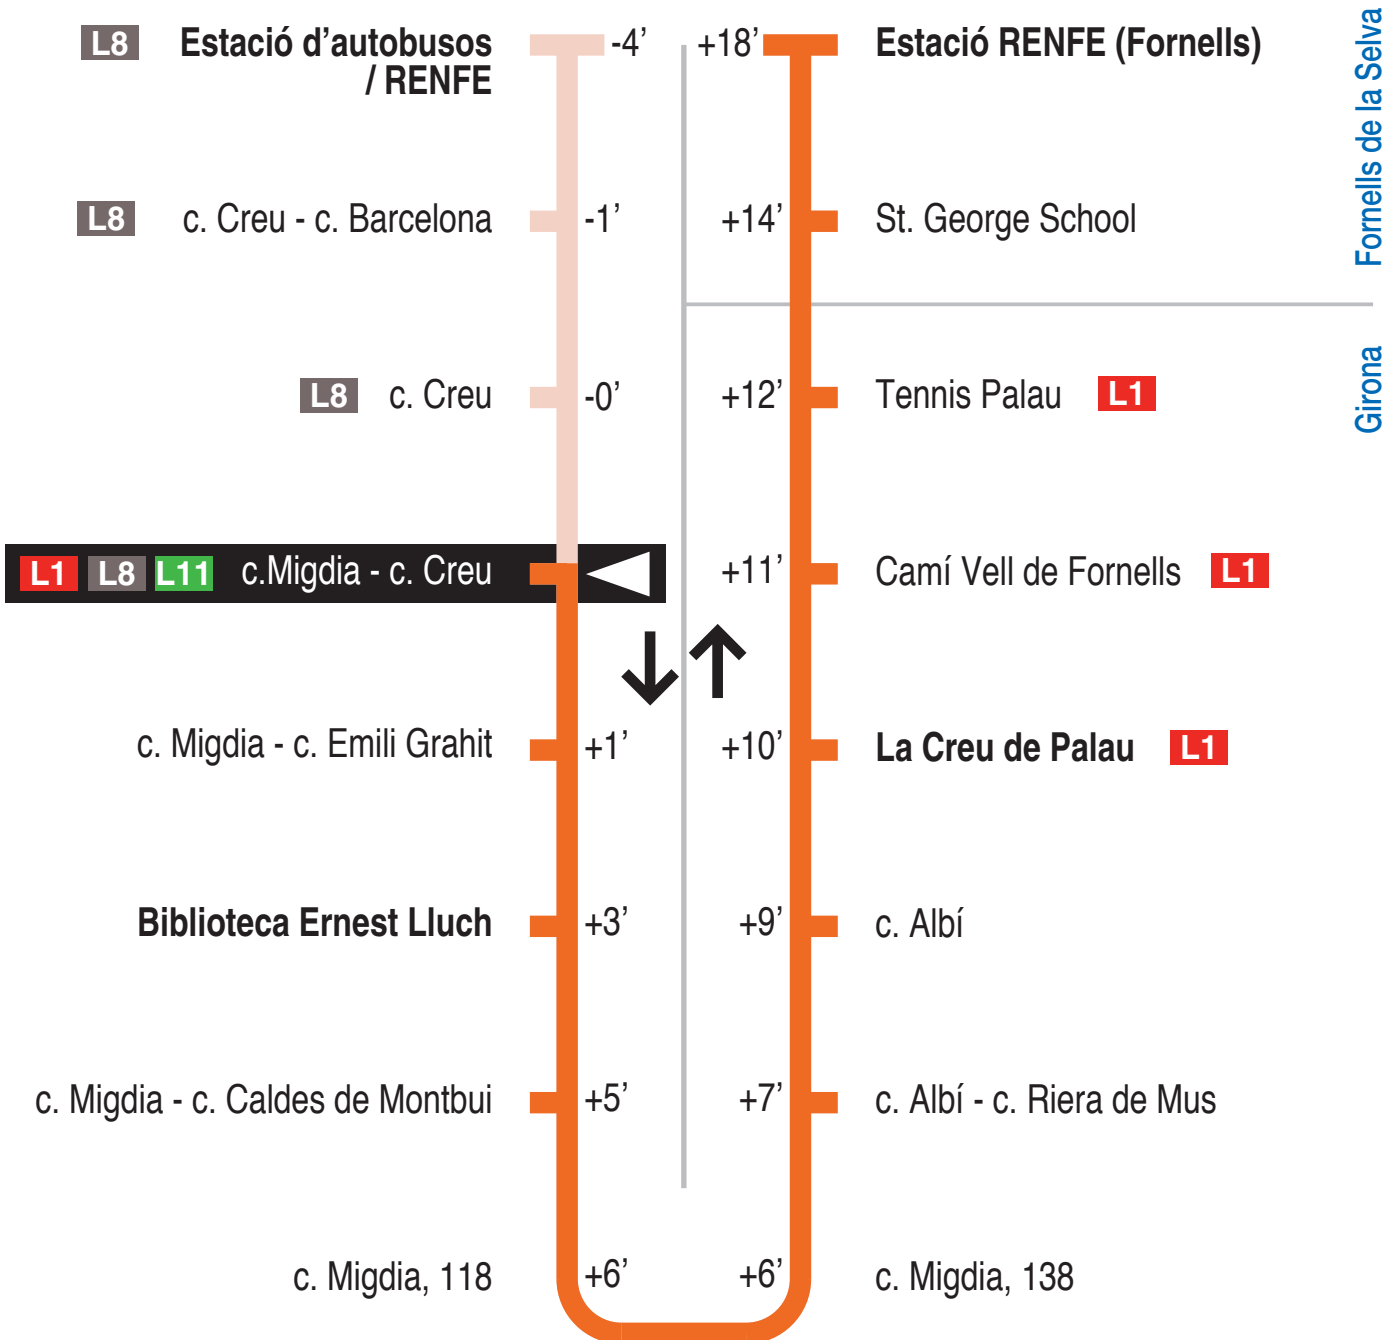 L8 Estació d’autobusos / RENFE -4’
L8 c. Creu - c. Barcelona -1’
L8 c. Creu -0’
L1 L8 L11 c.Migdia - c. Creu
c. Migdia - c. Emili Grahit +1’
Biblioteca Ernest Lluch +3’
c. Migdia - c. Caldes de Montbui +5’
c. Migdia, 118 +6’
+18’ Estació RENFE (Fornells)
+14’ St. George School
+12’ Tennis Palau L1
+11’ Camí Vell de Fornells L1
+10’ La Creu de Palau L1
+9’ c. Albí
+7’ c. Albí - c. Riera de Mus
+6’ c. Migdia, 138
Fornells de la Selva
Girona